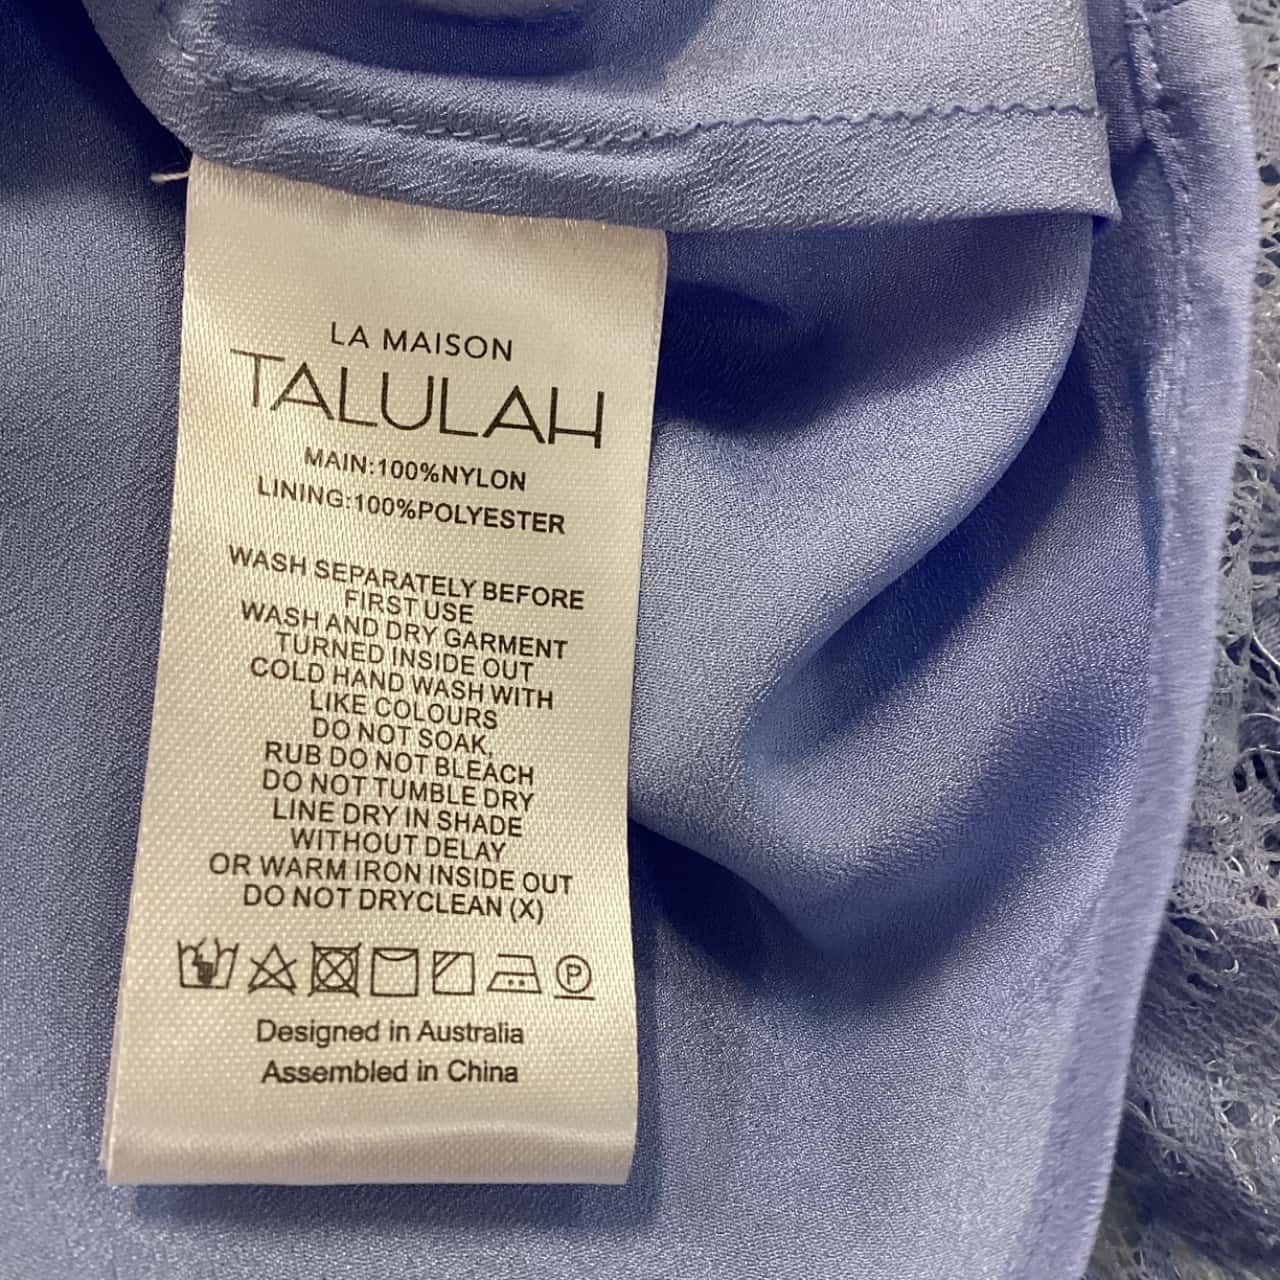 LA MAISON
TALULAH
MAIN:100%NYLON
LINING:100%POLYESTER
WASH SEPARATELY BEFORE
FIRST USE
WASH AND DRY GARMENT
TURNED INSIDE OUT
COLD HAND WASH WITH
LIKE COLOURS
DO NOT SOAK,
RUB DO NOT BLEACH
DO NOT TUMBLE DRY
LINE DRY IN SHADE
WITHOUT DELAY
OR WARM IRON INSIDE OUT
DO NOT DRYCLEAN (X)
P
Designed in Australia
Assembled in China